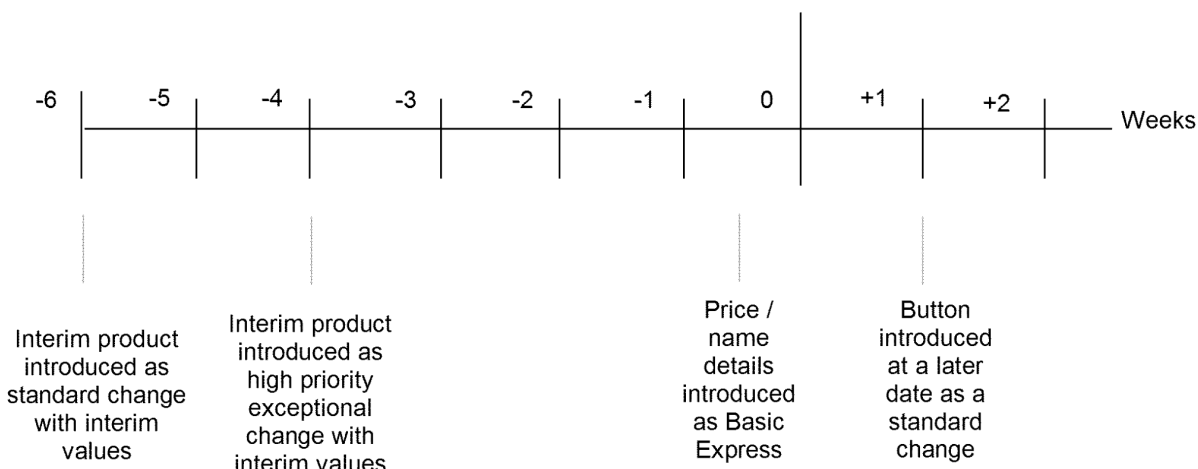 -6 -5 -4 -3 -2 -1 0 +1 +2 Weeks
Interim product
introduced as
standard change
with interim
values
Interim product
introduced as
high priority
exceptional
change with
interim values
Price /
name
details
introduced
as Basic
Express
Button
introduced
at a later
date as a
standard
change